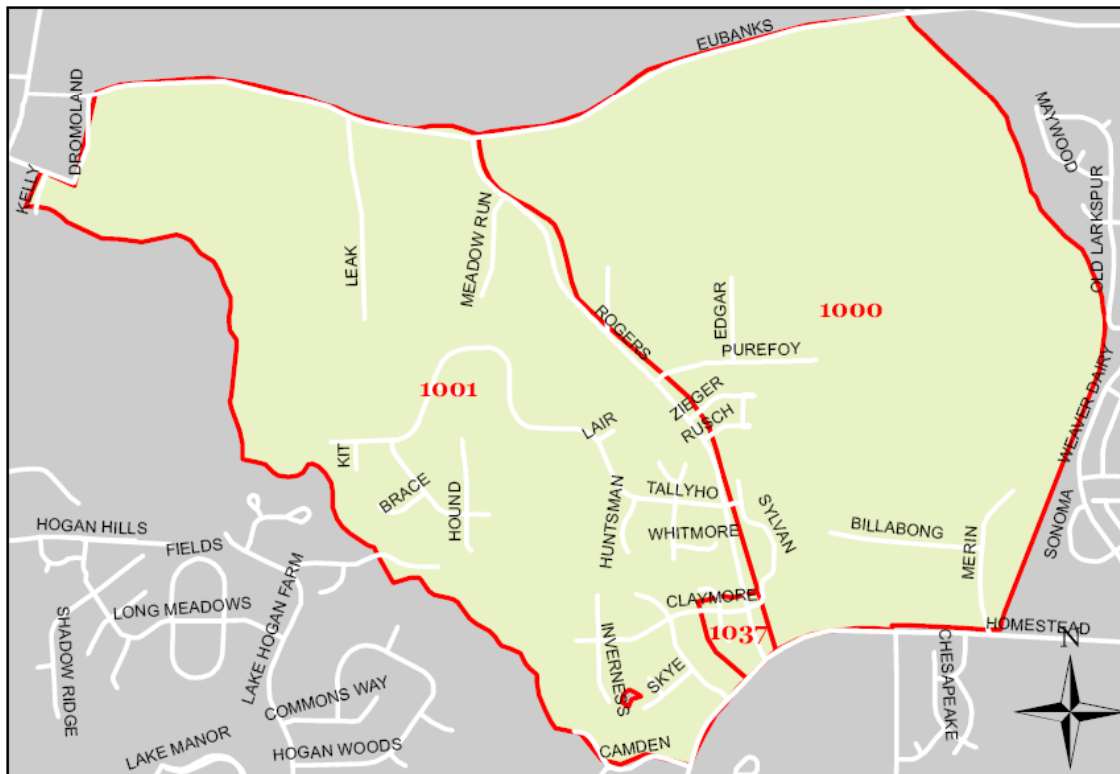 EUBANKS
DROMOLAND
MAYWOOD
KELLY
OLD LARKSPUR
MEADOW RUN
LEAK
EDGAR
1000
ROGERS
PUREFOY
WEAVER DAIRY
1001
ZIEGER
RUSCH
LAIR
KIT
BRACE
HOUND
HUNTSMAN
TALLYHO
SYLVAN
SONOMA
WHITMORE
BILLABONG
MERIN
HOGAN HILLS
FIELDS
LAKE HOGAN FARM
LONG MEADOWS
SHADOW RIDGE
CLAYMORE
1037
INVERNESS
SKYE
HOMESTEAD
N
CHESAPEAKE
COMMONS WAY
HOGAN WOODS
LAKE MANOR
CAMDEN